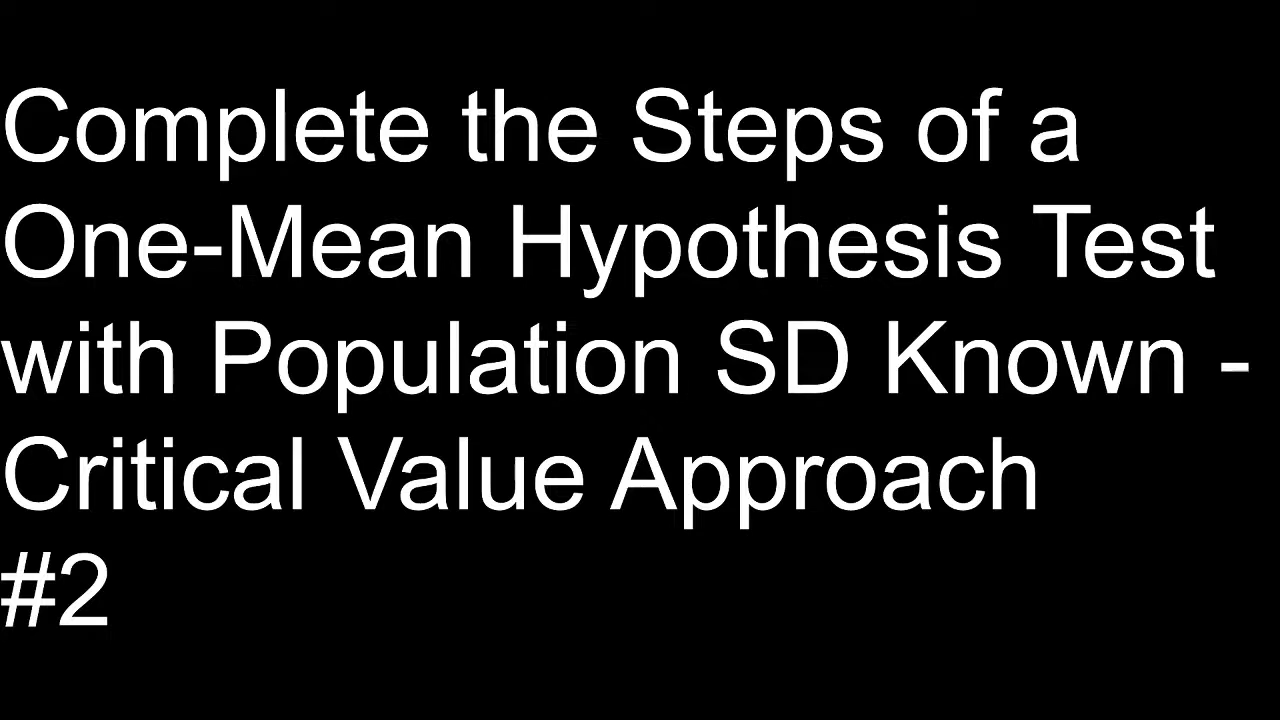 Complete the Steps of a
One-Mean Hypothesis Test
with Population SD Known -
Critical Value Approach
#2